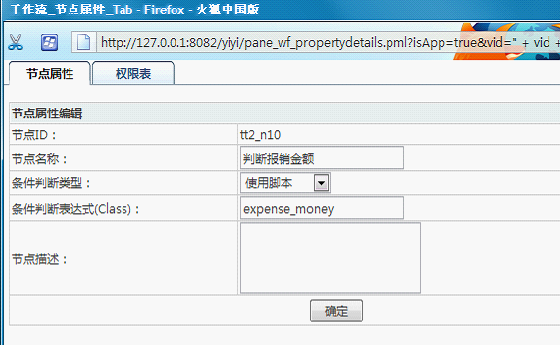 工作流_节点属性_Tab - Firefox - 火狐中国版
http://127.0.0.1:8082/yiyi/pane_wf_propertydetails.pml?isApp=true&vid=" + vid +
节点属性 权限表
节点属性编辑
节点ID： tt2_n10
节点名称： 判断报销金额
条件判断类型： 使用脚本
条件判断表达式(Class)： expense_money
节点描述：
确定